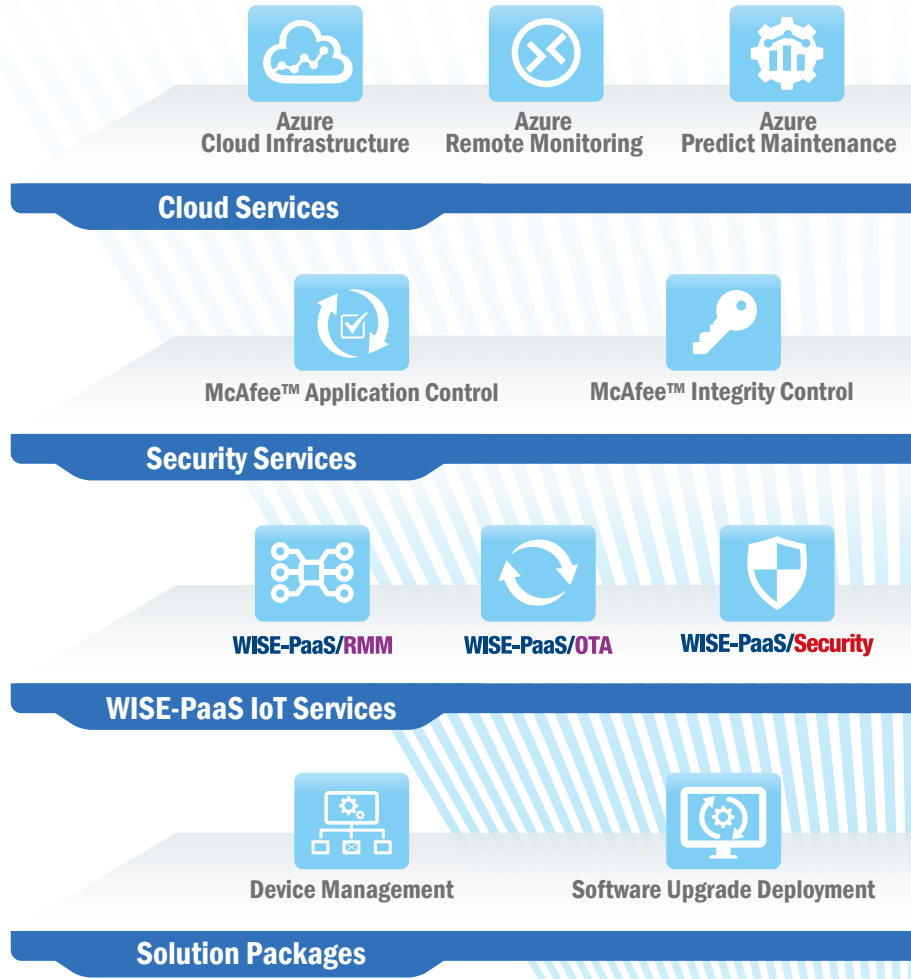 Azure
Cloud Infrastructure
Azure
Remote Monitoring
Azure
Predict Maintenance
Cloud Services
McAfee™ Application Control
McAfee™ Integrity Control
Security Services
WISE-PaaS/RMM
WISE-PaaS/OTA
WISE-PaaS/Security
WISE-PaaS IoT Services
Device Management
Software Upgrade Deployment
Solution Packages